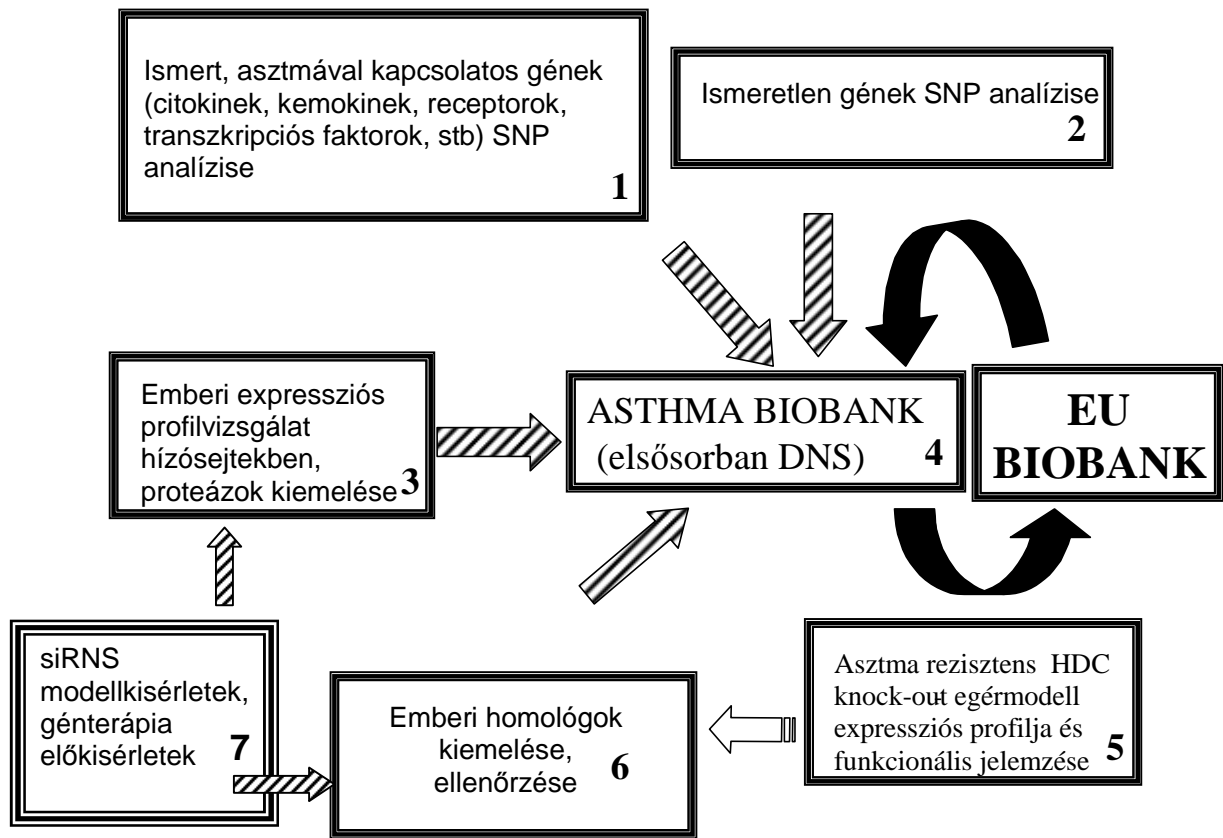 Ismert, asztmával kapcsolatos gének
(citokinek, kemokinek, receptorok,
transzkripciós faktorok, stb) SNP
analízise
1
Ismeretlen gének SNP analízise
2
Emberi expressziós
profilvizsgálat
hízósejtekben,
proteázok kiemelése
3
ASTHMA BIOBANK
(elsősorban DNS)
4
EU
BIOBANK
siRNS
modellkisérletek,
génterápia
előkisérletek
7
Emberi homológok
kiemelése,
ellenőrzése
6
Asztma rezisztens HDC
knock-out egérmodell
expressziós profilja és
funkcionális jelemzése
5